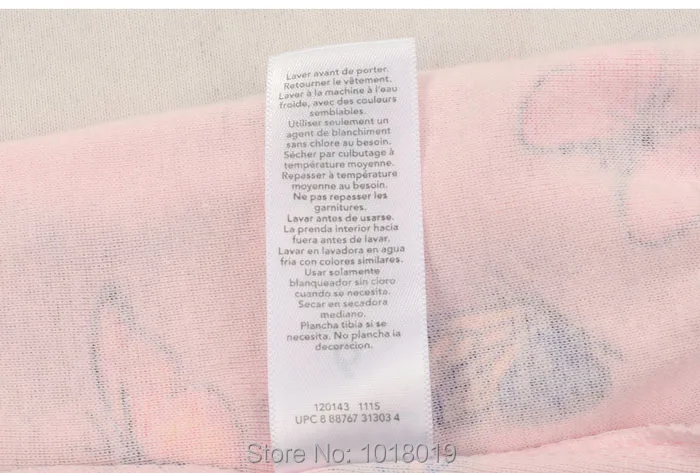 Laver avant de porter.
Retourner le vêtement.
Laver à la machine à l'eau
froide, avec des couleurs
semblables.
Utiliser seulement un
agent de blanchiment
sans chlore au besoin.
Sécher par culbutage à
température moyenne.
Repasser à température
moyenne au besoin.
Ne pas repasser les
garnitures.
Lavar antes de usarse.
La prenda interior hacia
fuera antes de lavar.
Lavar en lavadora en agua
fria con colores similares.
Usar solamente
blanqueador sin cloro
cuando se necesita.
Secar en secadora
mediano.
Plancha tibia si se
necesita. No plancha la
decoracion.
120143 1115
UPC 8 88767 31303 4
Store No: 1018019